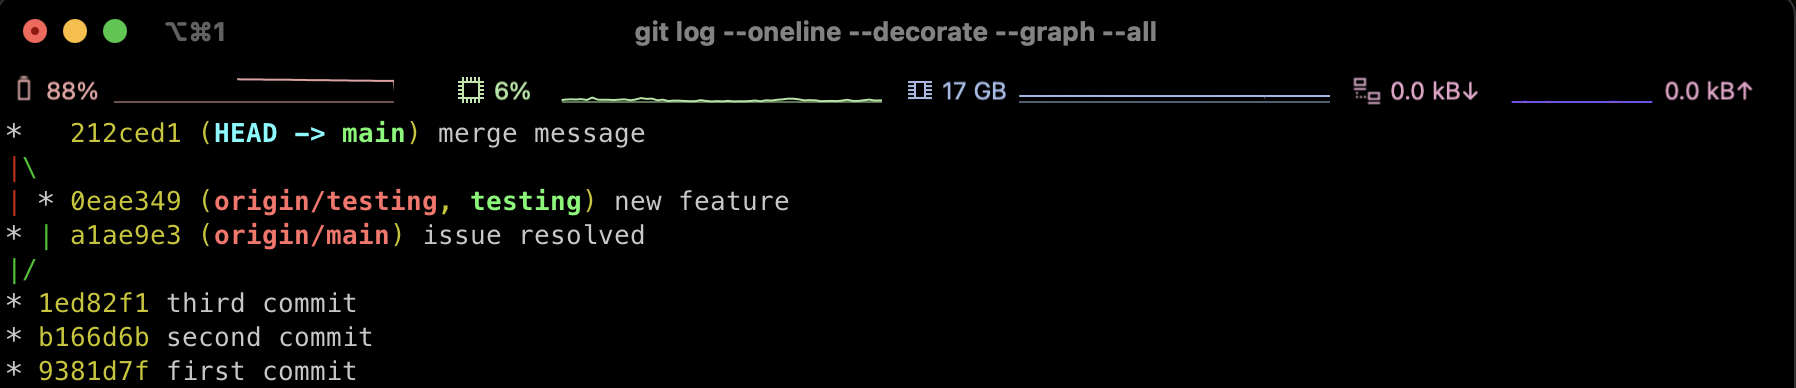 ⌥⌘1 git log --oneline --decorate --graph --all
88% 6% 17 GB 0.0 kB↓ 0.0 kB↑
*   212ced1 (HEAD -> main) merge message
|\
| * 0eae349 (origin/testing, testing) new feature
* | a1ae9e3 (origin/main) issue resolved
|/
* 1ed82f1 third commit
* b166d6b second commit
* 9381d7f first commit